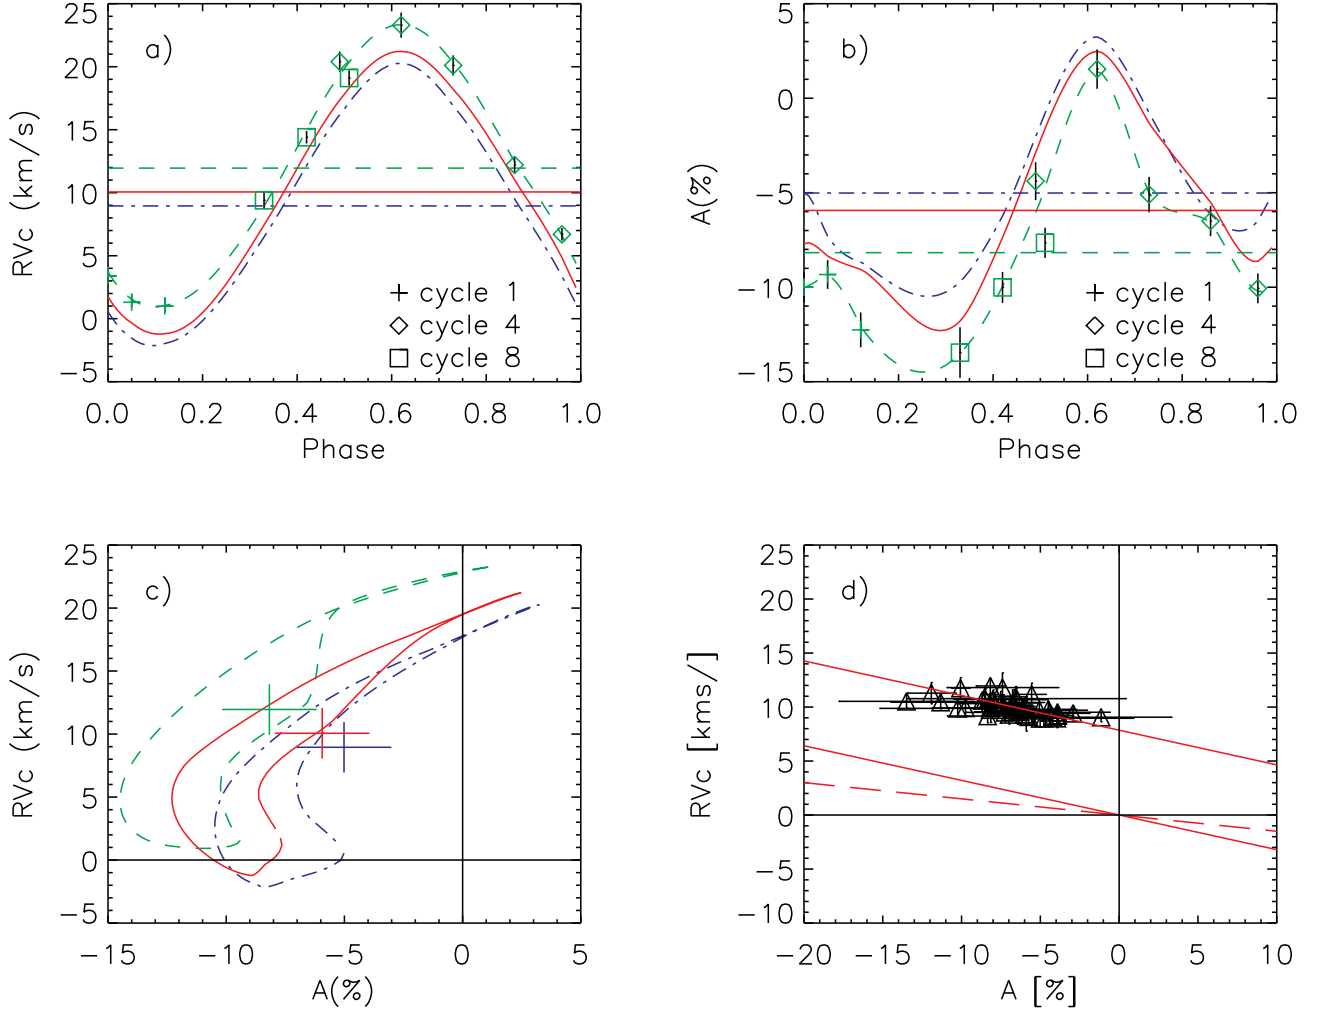 a)
RVc (km/s)
25
20
15
10
5
0
−5
+ cycle 1
◇ cycle 4
□ cycle 8
0.0 0.2 0.4 0.6 0.8 1.0
Phase
b)
A(%)
5
0
−5
−10
−15
+ cycle 1
◇ cycle 4
□ cycle 8
0.0 0.2 0.4 0.6 0.8 1.0
Phase
c)
RVc (km/s)
25
20
15
10
5
0
−5
−15 −10 −5 0 5
A(%)
d)
RVc [kms/]
25
20
15
10
5
0
−5
−10
−20 −15 −10 −5 0 5 10
A [%]